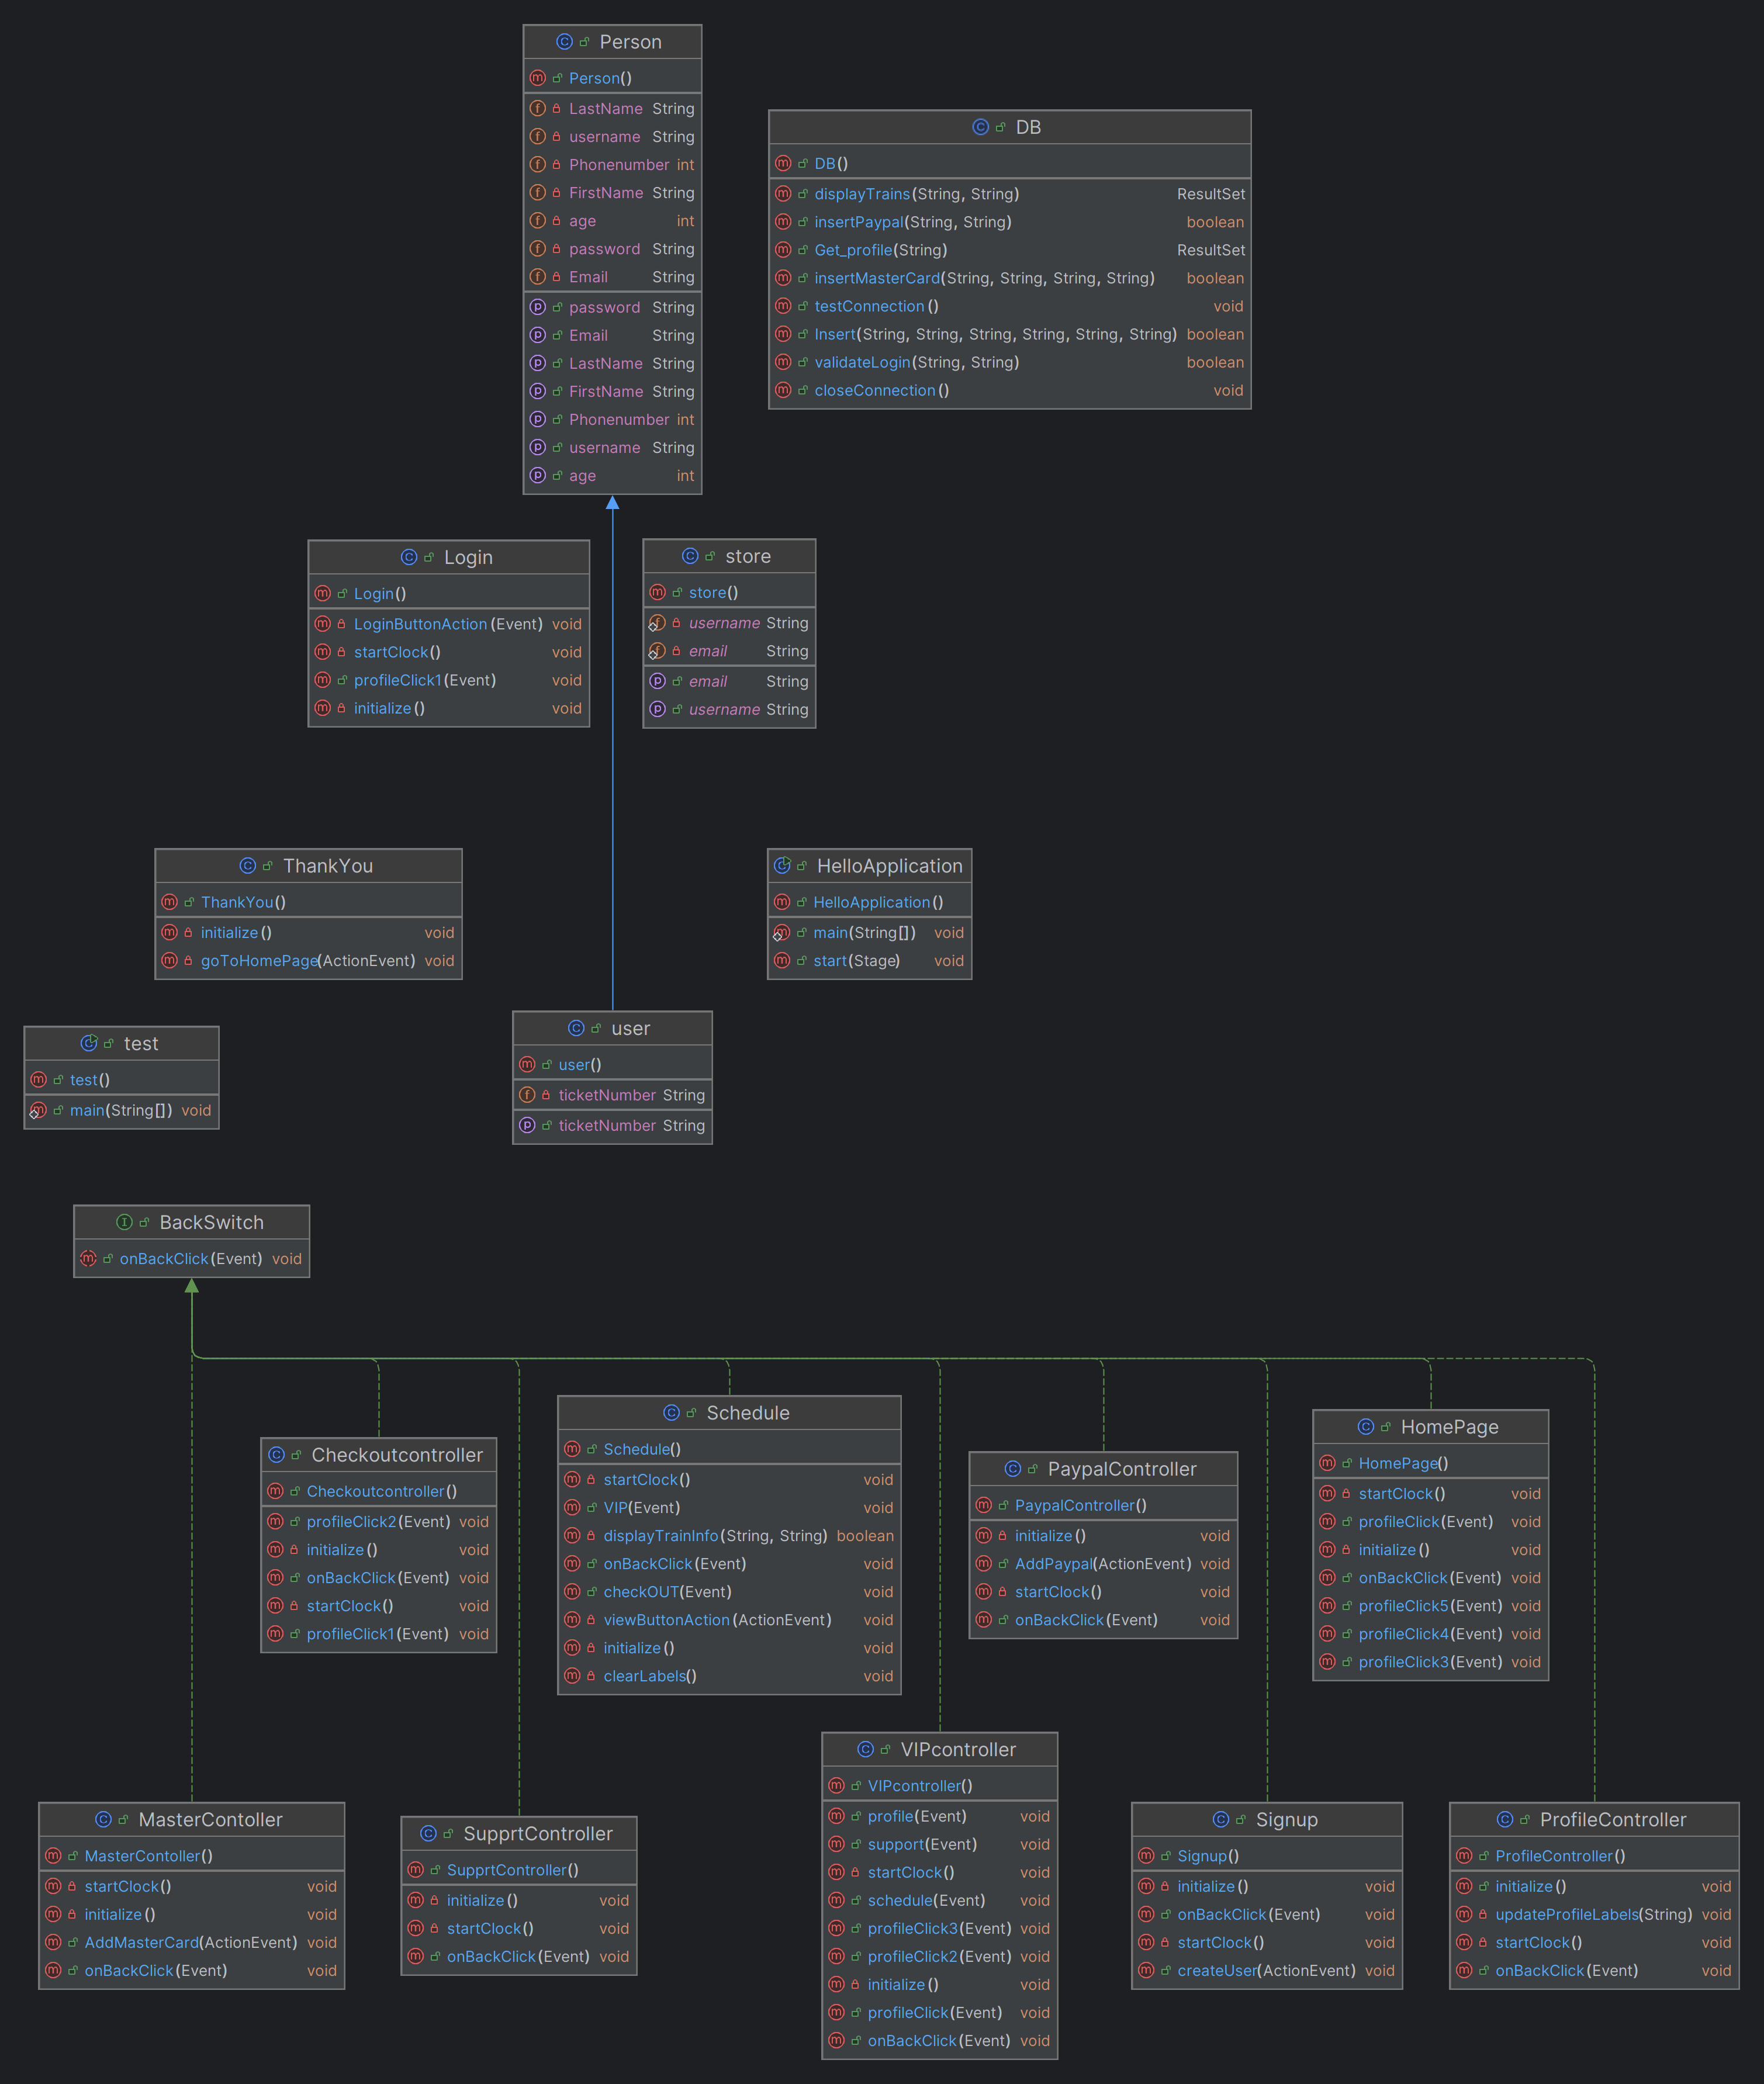 Person
Person()
LastName String
username String
Phonenumber int
FirstName String
age int
password String
Email String
password String
Email String
LastName String
FirstName String
Phonenumber int
username String
age int
DB
DB()
displayTrains(String, String) ResultSet
insertPaypal(String, String) boolean
Get_profile(String) ResultSet
insertMasterCard(String, String, String, String) boolean
testConnection() void
Insert(String, String, String, String, String, String) boolean
validateLogin(String, String) boolean
closeConnection() void
Login
Login()
LoginButtonAction(Event) void
startClock() void
profileClick1(Event) void
initialize() void
store
store()
username String
email String
email String
username String
ThankYou
ThankYou()
initialize() void
goToHomePage(ActionEvent) void
HelloApplication
HelloApplication()
main(String[]) void
start(Stage) void
test
test()
main(String[]) void
user
user()
ticketNumber String
ticketNumber String
BackSwitch
onBackClick(Event) void
Checkoutcontroller
Checkoutcontroller()
profileClick2(Event) void
initialize() void
onBackClick(Event) void
startClock() void
profileClick1(Event) void
Schedule
Schedule()
startClock() void
VIP(Event) void
displayTrainInfo(String, String) boolean
onBackClick(Event) void
checkOUT(Event) void
viewButtonAction(ActionEvent) void
initialize() void
clearLabels() void
PaypalController
PaypalController()
initialize() void
AddPaypal(ActionEvent) void
startClock() void
onBackClick(Event) void
HomePage
HomePage()
startClock() void
profileClick(Event) void
initialize() void
onBackClick(Event) void
profileClick5(Event) void
profileClick4(Event) void
profileClick3(Event) void
MasterContoller
MasterContoller()
startClock() void
initialize() void
AddMasterCard(ActionEvent) void
onBackClick(Event) void
SupprtController
SupprtController()
initialize() void
startClock() void
onBackClick(Event) void
VIPcontroller
VIPcontroller()
profile(Event) void
support(Event) void
startClock() void
schedule(Event) void
profileClick3(Event) void
profileClick2(Event) void
initialize() void
profileClick(Event) void
onBackClick(Event) void
Signup
Signup()
initialize() void
onBackClick(Event) void
startClock() void
createUser(ActionEvent) void
ProfileController
ProfileController()
initialize() void
updateProfileLabels(String) void
startClock() void
onBackClick(Event) void